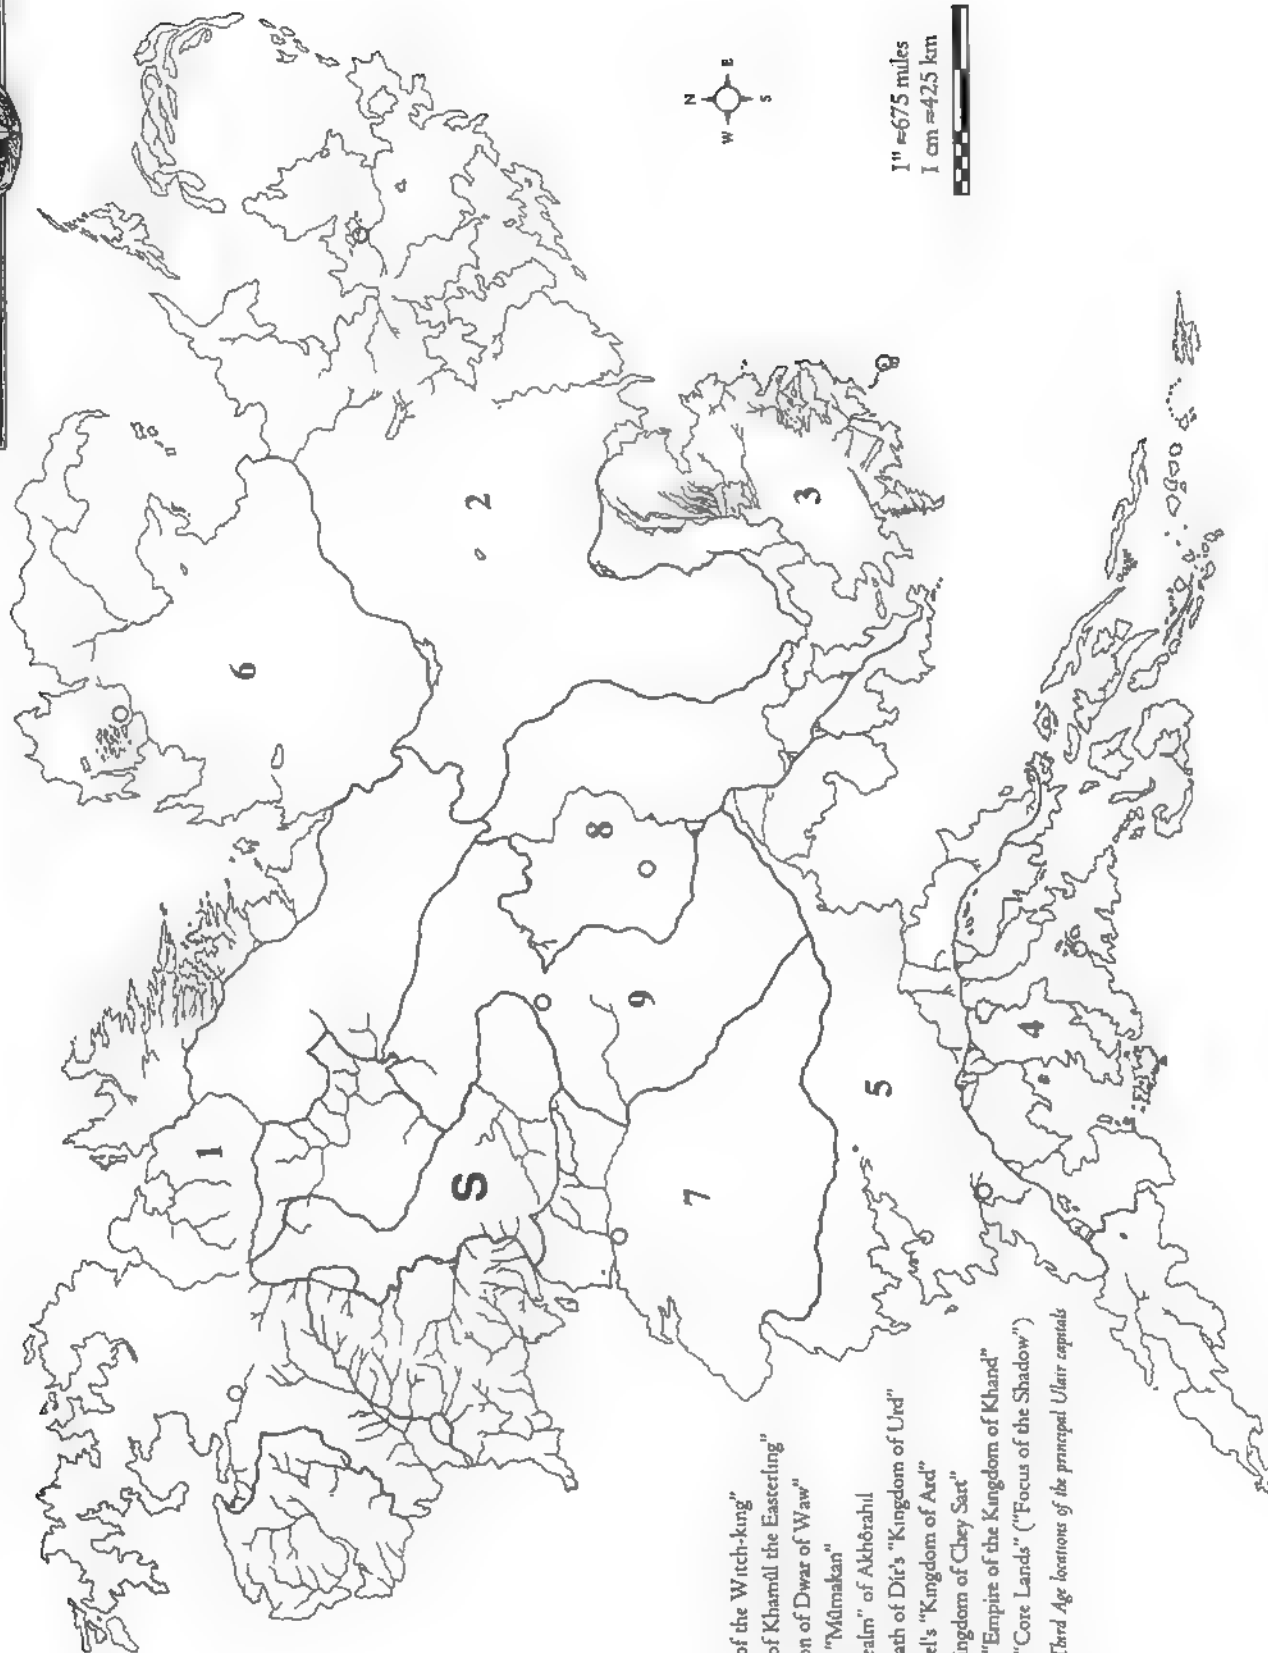 6
2
3
1
S
8
9
7
5
4
N
W E
S
1" ≈675 miles
1 cm ≈425 km
of the Witch-king"
of Khamûl the Easterling"
on of Dwar of Waw"
"Mûmakan"
ealm" of Akhôrahil
ath of Dír's "Kingdom of Urd"
el's "Kingdom of Ard"
ingdom of Chey Sart"
"Empire of the Kingdom of Khand"
"Core Lands" ("Focus of the Shadow")
Third Age locations of the principal Ulair capitals